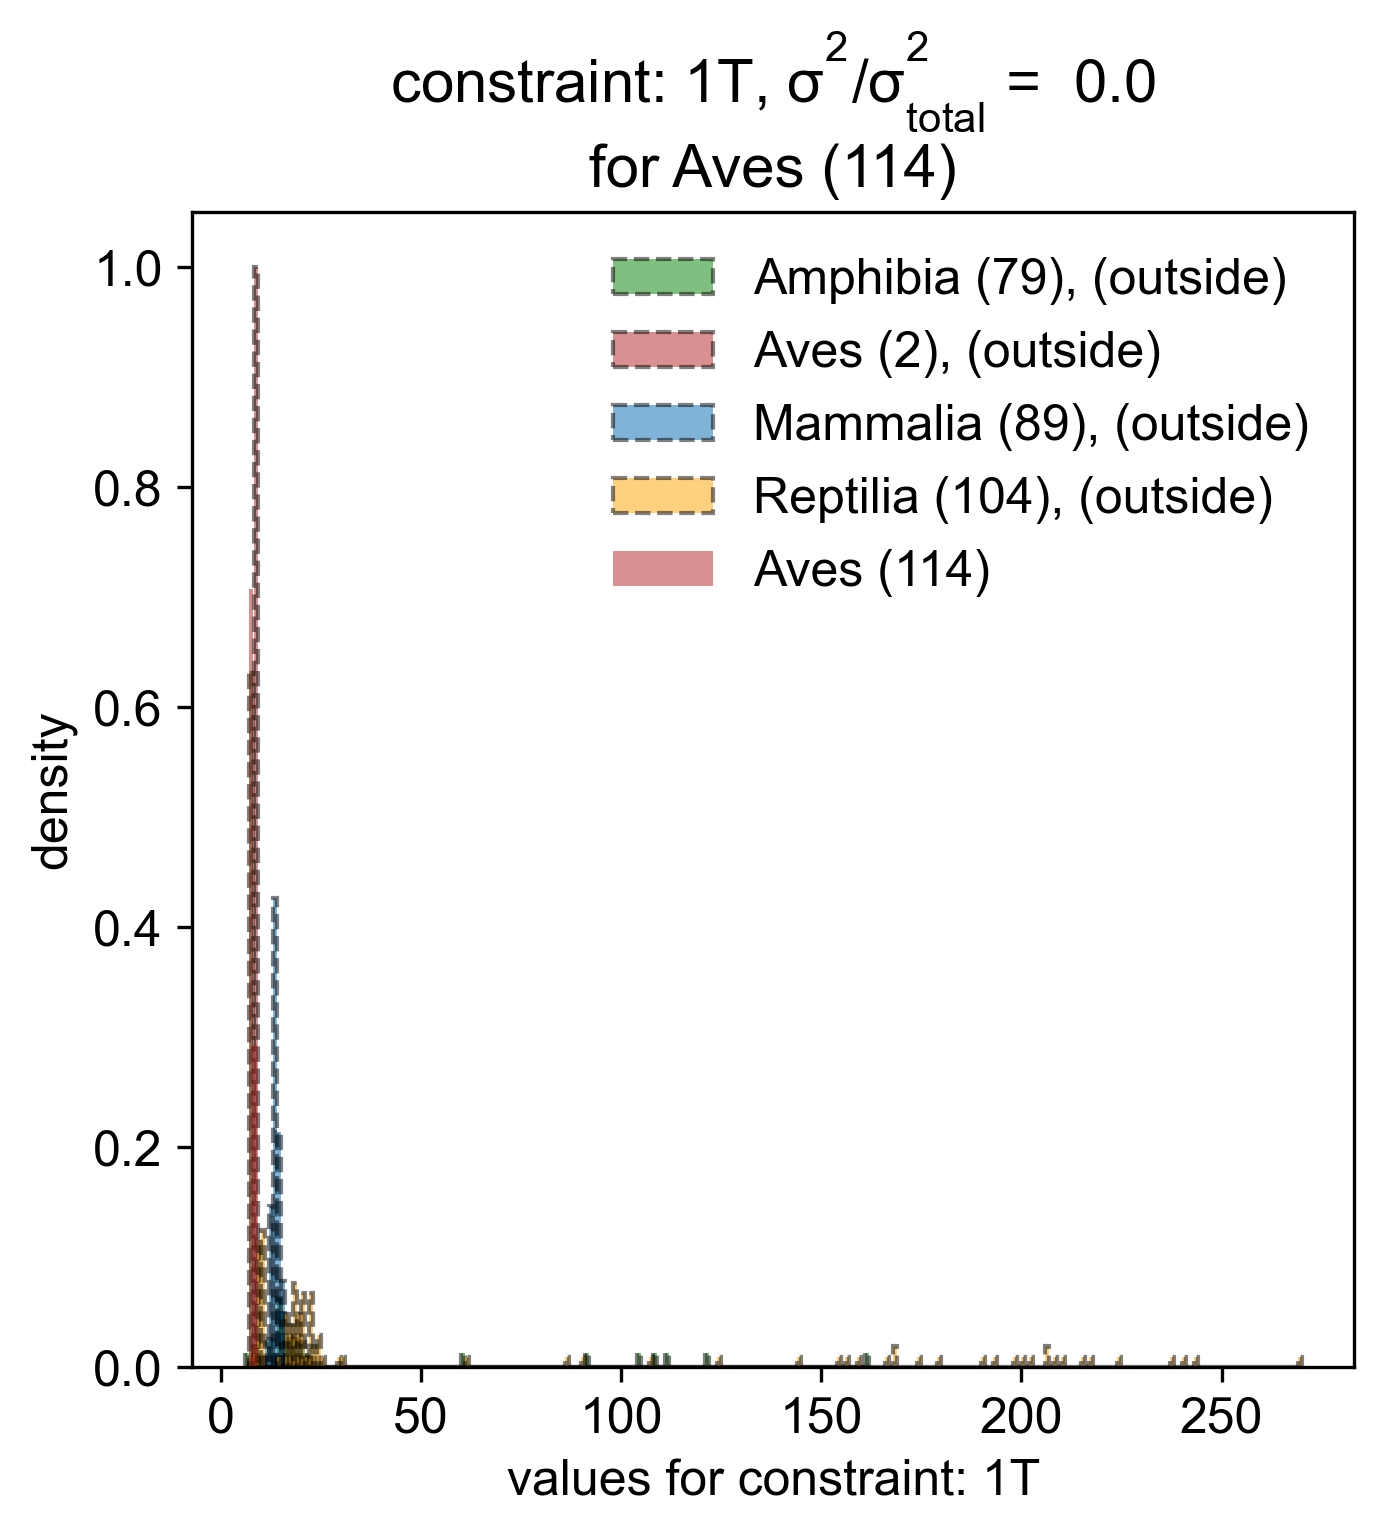 constraint: 1T, σ²/σ²total = 0.0
for Aves (114)
1.0
0.8
0.6
0.4
0.2
0.0
density
Amphibia (79), (outside)
Aves (2), (outside)
Mammalia (89), (outside)
Reptilia (104), (outside)
Aves (114)
0 50 100 150 200 250
values for constraint: 1T